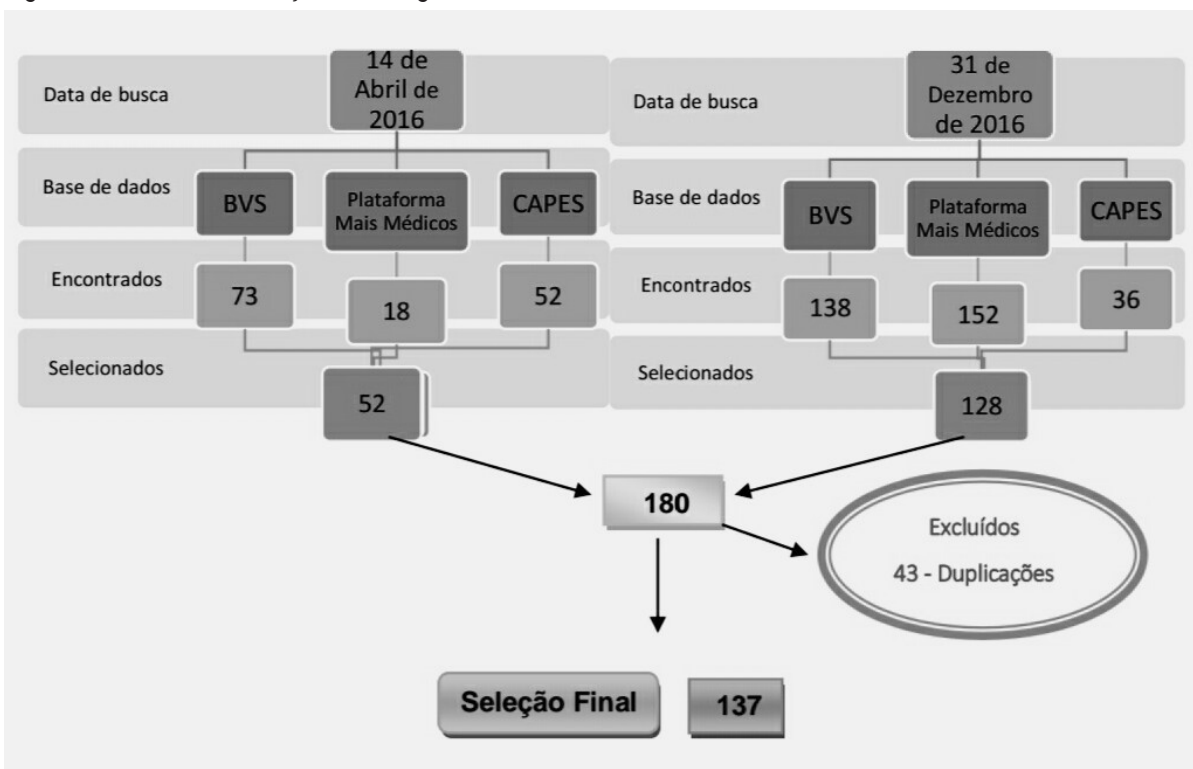 Data de busca
14 de
Abril de
2016
Base de dados
BVS
Plataforma
Mais Médicos
CAPES
Encontrados
73
18
52
Selecionados
52
Data de busca
31 de
Dezembro
de 2016
Base de dados
BVS
Plataforma
Mais Médicos
CAPES
Encontrados
138
152
36
Selecionados
128
180
Excluídos
43 - Duplicações
Seleção Final
137